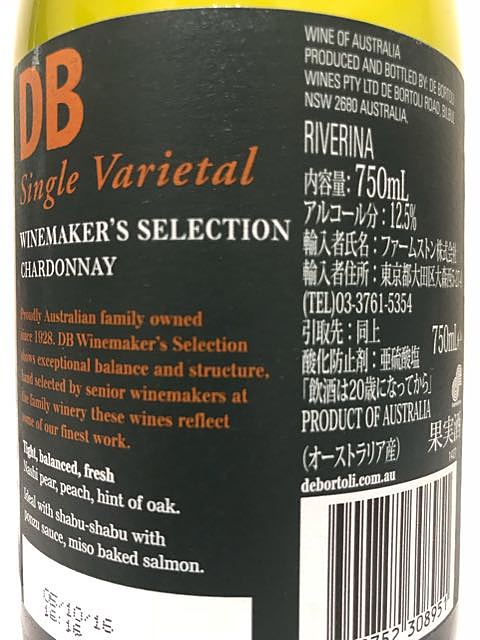 DB
Single Varietal
WINEMAKER'S SELECTION
CHARDONNAY
Proudly Australian family owned
since 1928. DB Winemaker's Selection
shows exceptional balance and structure,
hand selected by senior winemakers at
the family winery these wines reflect
some of our finest work.
Tight, balanced, fresh
Nashi pear, peach, hint of oak.
Ideal with shabu-shabu with
ponzu sauce, miso baked salmon.
WINE OF AUSTRALIA
PRODUCED AND BOTTLED BY: DE BORTOLI
WINES PTY LTD DE BORTOLI ROAD, BILBUL
NSW 2680 AUSTRALIA.
RIVERINA
内容量:750mL
アルコール分:12.5%
輸入者氏名:ファームストン株式会社
輸入者住所:東京都大田区大森西
(TEL)03-3761-5354
引取先:同上
酸化防止剤:亜硫酸塩
「飲酒は20歳になってから」
PRODUCT OF AUSTRALIA
(オーストラリア産)
debortoli.com.au
750mL
果実酒
308951